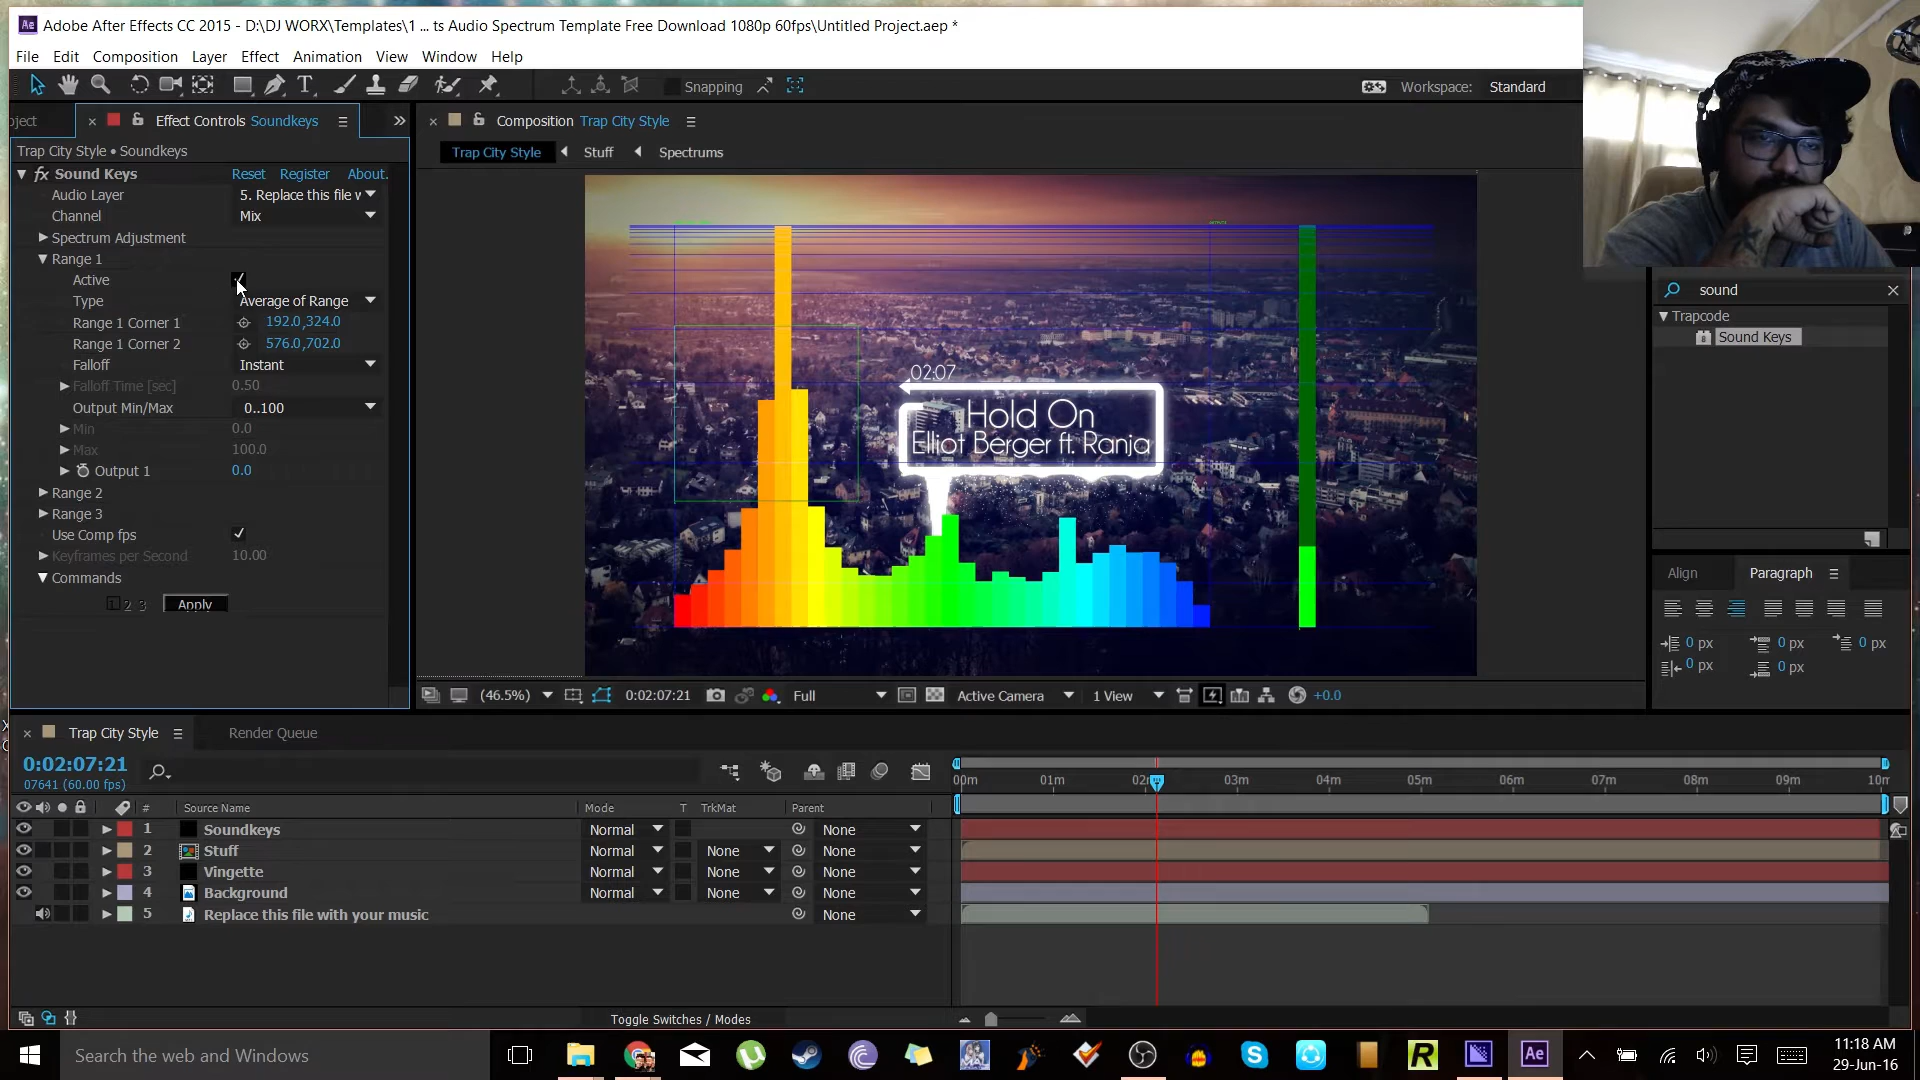 Ae Adobe After Effects CC 2015 - D:\DJ WORX\Templates\1 ... ts Audio Spectrum Template Free Download 1080p 60fps\Untitled Project.aep *
File Edit Composition Layer Effect Animation View Window Help
T Snapping Workspace: Standard
oject × Effect Controls Soundkeys »
× Composition Trap City Style
Trap City Style • Soundkeys
Trap City Style Stuff Spectrums
fx Sound Keys Reset Register About.
Audio Layer 5. Replace this file w
Channel Mix
Spectrum Adjustment
Range 1
Active
Type Average of Range
Range 1 Corner 1 192.0,324.0
Range 1 Corner 2 576.0,702.0
Falloff Instant
Falloff Time [sec] 0.50
Output Min/Max 0..100
Min 0.0
Max 100.0
Output 1 0.0
Range 2
Range 3
Use Comp fps
Keyframes per Second 10.00
Commands
1 2 3 Apply
02:07
Hold On
Elliot Berger ft. Ranja
sound
Trapcode
Sound Keys
Align Paragraph
0 px 0 px 0 px
0 px 0 px
(46.5%) 0:02:07:21 Full Active Camera 1 View +0.0
× Trap City Style Render Queue
0:02:07:21
07641 (60.00 fps)
00m 01m 02m 03m 04m 05m 06m 07m 08m 09m 10m
# Source Name Mode T TrkMat Parent
1 Soundkeys Normal None
2 Stuff Normal None None
3 Vingette Normal None None
4 Background Normal None None
5 Replace this file with your music None
Toggle Switches / Modes
Search the web and Windows
R Ae
11:18 AM
29-Jun-16